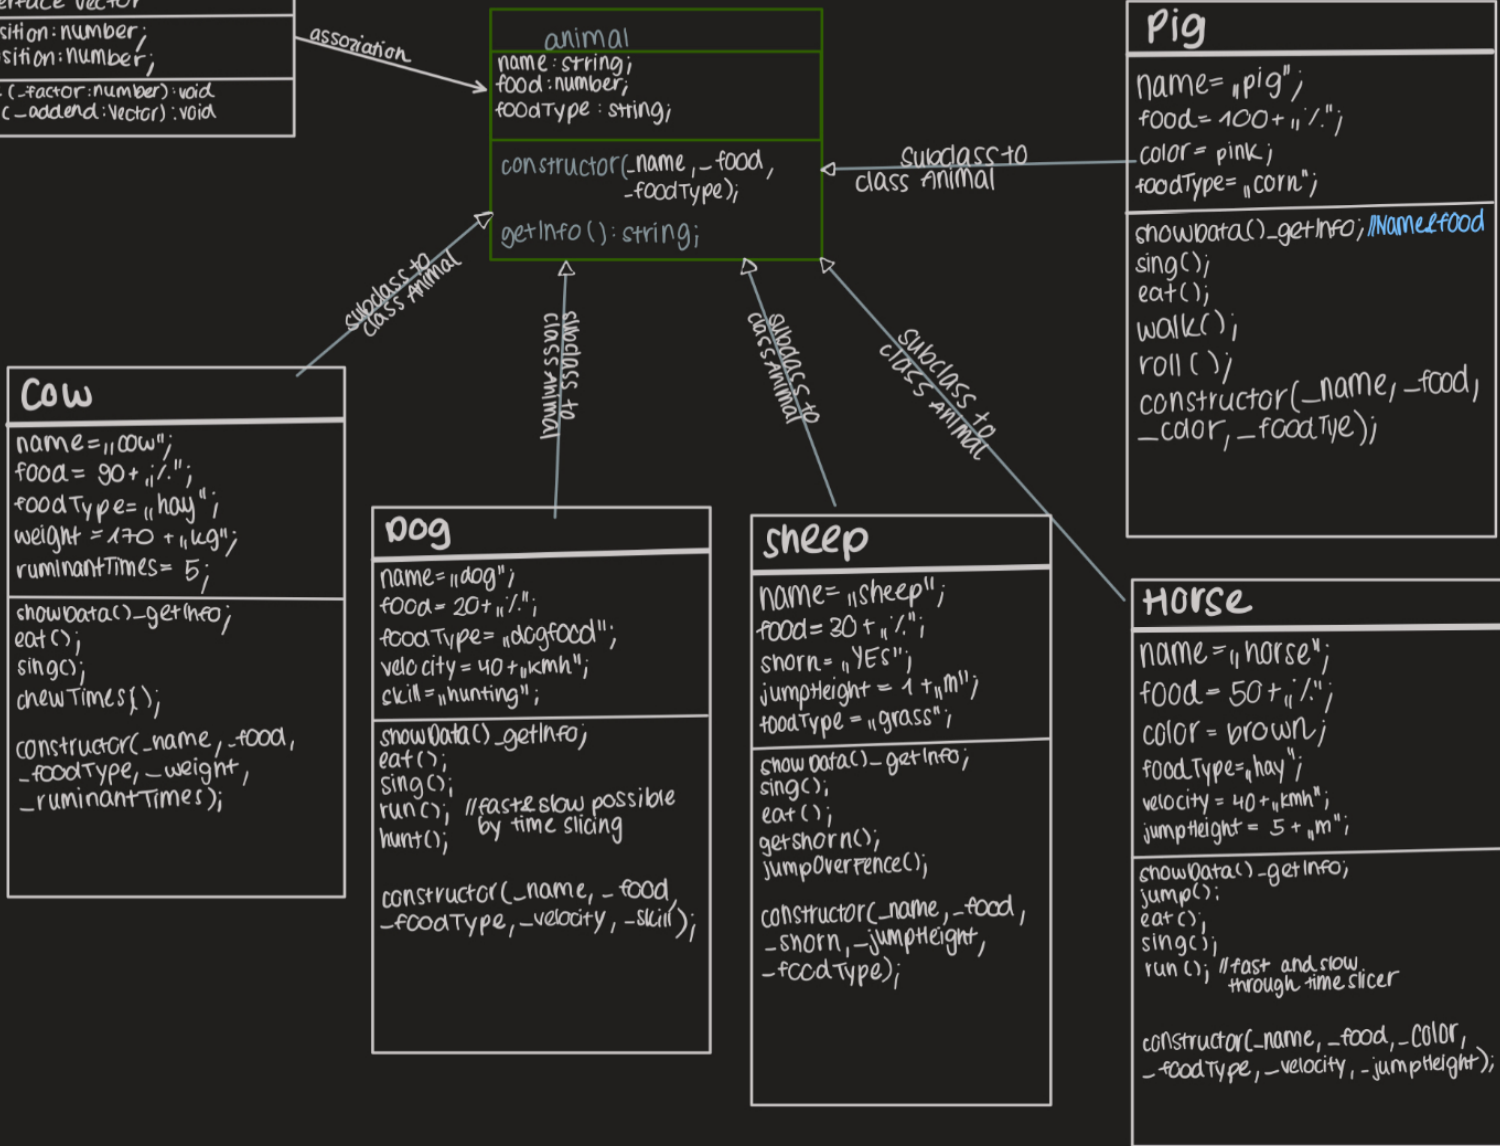 erface Vector
sition: number;
sition: number;
(_factor: number): void
(_addend: Vector): void
assoziation
animal
name: string;
food: number;
foodType: string;
constructor(_name, _food,
_foodType);
getInfo(): string;
Pig
name= „pig";
food= 100+ „%.";
color= pink;
foodType= „corn";
showData()_getInfo; //Name&food
sing();
eat();
walk();
roll();
constructor(_name, _food,
_color, _foodTye);
subclass to
class Animal
subclass to
class Animal
subclass to
class Animal
subclass to
class Animal
subclass to
class Animal
Cow
name= „cow";
food= 90+ „%.";
foodType= „hay";
weight = 170 + „kg";
ruminantTimes= 5;
showData()_getInfo;
eat();
sing();
chewTimes();
constructor(_name, _food,
_foodType, _weight,
_ruminantTimes);
Dog
name= „dog";
food= 20+ „%.";
foodType= „dogfood";
velocity= 40+ „kmh";
skill= „hunting";
showData()_getInfo;
eat();
sing();
run(); //fast&slow possible
by time slicing
hunt();
constructor(_name, _food,
_foodType, _velocity, _skill);
sheep
name= „sheep";
food= 30+ „%.";
shorn= „YES";
jumpHeight = 1 + „m";
foodType = „grass";
showData()_getInfo;
sing();
eat();
getshorn();
jumpOverFence();
constructor(_name, _food,
_shorn, _jumpHeight,
_foodType);
Horse
name= „horse";
food= 50+ „%.";
color= brown;
foodType= „hay";
velocity= 40+ „kmh";
jumpHeight = 5+ „m";
showData()_getInfo;
jump():
eat();
sing();
run(); //fast and slow
through timeslicer
constructor(_name, _food, _color,
_foodType, _velocity, _jumpHeight);